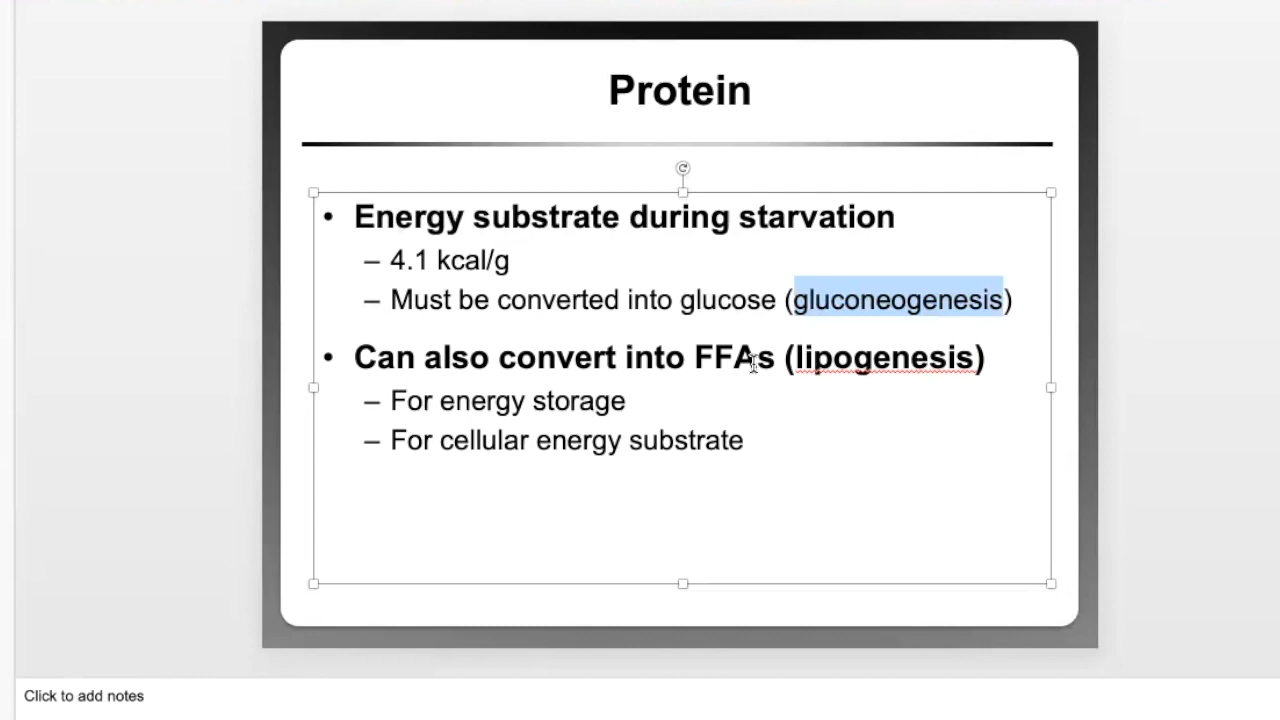 Protein
• Energy substrate during starvation
– 4.1 kcal/g
– Must be converted into glucose (gluconeogenesis)
• Can also convert into FFAs (lipogenesis)
– For energy storage
– For cellular energy substrate
Click to add notes